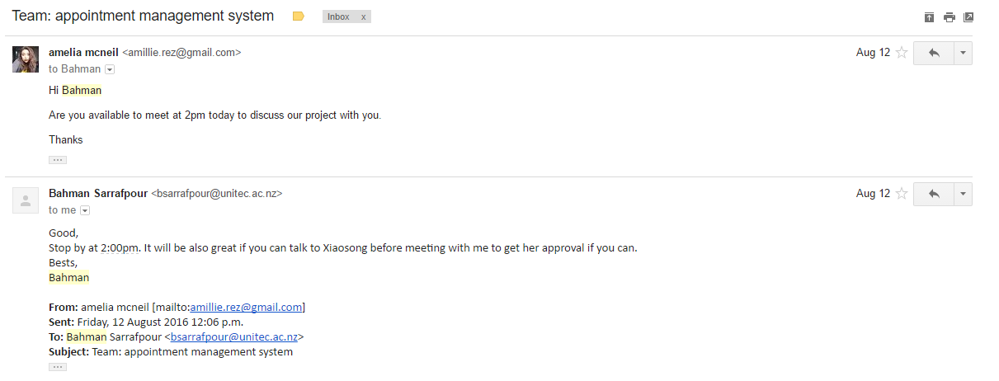 Team: appointment management system Inbox x
amelia mcneil <amillie.rez@gmail.com> Aug 12
to Bahman
Hi Bahman
Are you available to meet at 2pm today to discuss our project with you.
Thanks
...
Bahman Sarrafpour <bsarrafpour@unitec.ac.nz> Aug 12
to me
Good,
Stop by at 2:00pm. It will be also great if you can talk to Xiaosong before meeting with me to get her approval if you can.
Bests,
Bahman
From: amelia mcneil [mailto:amillie.rez@gmail.com]
Sent: Friday, 12 August 2016 12:06 p.m.
To: Bahman Sarrafpour <bsarrafpour@unitec.ac.nz>
Subject: Team: appointment management system
...